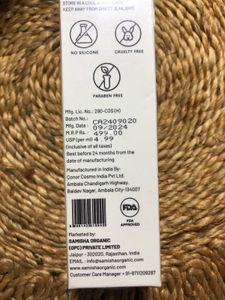 STORE IN A COOL & DRY PLACE
KEEP AWAY FROM DIRECT SUNLIGHT
NO SILICONE
CRUELTY FREE
PARABEN FREE
Mfg. Lic. No.: 290-COS(H)
Batch No.: CA2409020
Mfg. Date : 09/2024
M.R.P Rs : 499.00
USP(per ml) 4.99
(Inclusive of all taxes)
Best before 24 months from the
date of manufacturing
Manufactured in India By:
Conor Cosmo India Pvt Ltd.
Ambala Chandigarh Highway,
Baldev Nagar, Ambala City-134007
FDA
FDA APPROVED
Marketed By:
SAMISHA ORGANIC
(OPC) PRIVATE LIMITED
Jaipur - 302020, Rajasthan, India
Email : info@samishaorganic.com
www.samishaorganic.com
Customer Care Manager : 91-8711209287